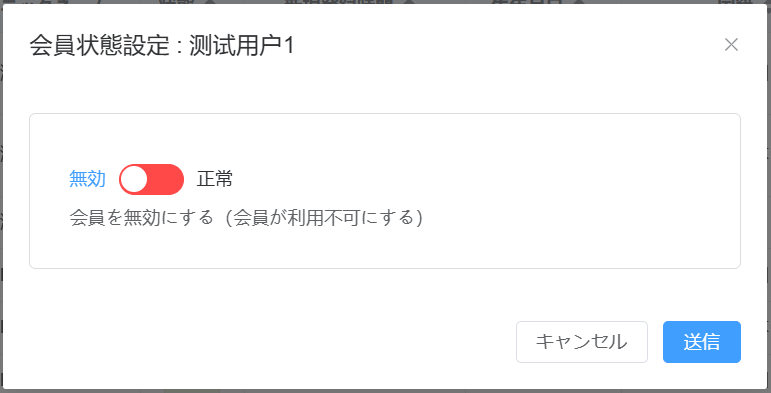 会員状態設定 : 测试用户1
無効 正常
会員を無効にする（会員が利用不可にする）
キャンセル 送信